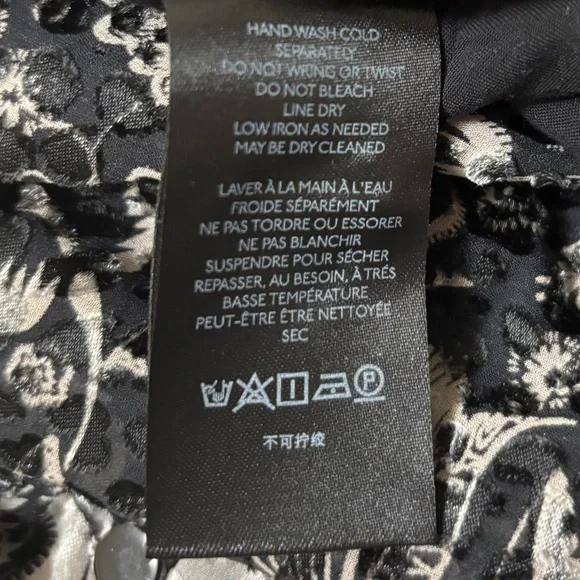 HAND WASH COLD
SEPARATELY
DO NOT WRING OR TWIST
DO NOT BLEACH
LINE DRY
LOW IRON AS NEEDED
MAY BE DRY CLEANED
LAVER À LA MAIN À L'EAU
FROIDE SÉPARÉMENT
NE PAS TORDRE OU ESSORER
NE PAS BLANCHIR
SUSPENDRE POUR SÉCHER
REPASSER, AU BESOIN, À TRÉS
BASSE TEMPÉRATURE
PEUT-ÊTRE ÊTRE NETTOYÉE
SEC
P
不可拧绞